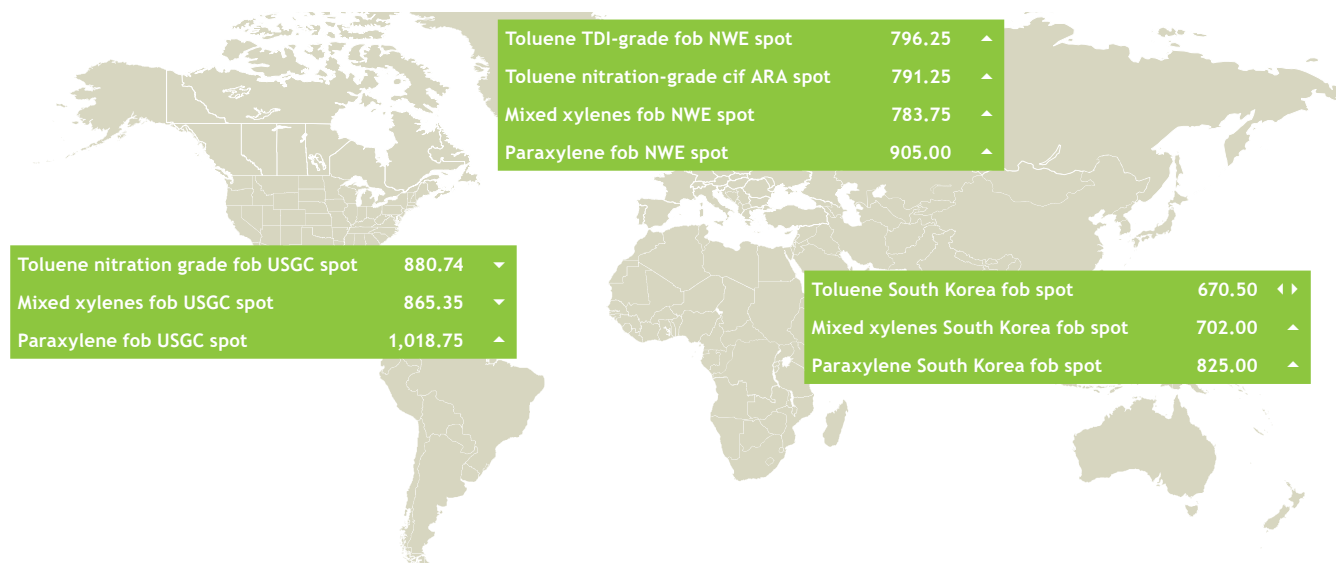 Toluene TDI-grade fob NWE spot 796.25
Toluene nitration-grade cif ARA spot 791.25
Mixed xylenes fob NWE spot 783.75
Paraxylene fob NWE spot 905.00
Toluene nitration grade fob USGC spot 880.74
Mixed xylenes fob USGC spot 865.35
Paraxylene fob USGC spot 1,018.75
Toluene South Korea fob spot 670.50
Mixed xylenes South Korea fob spot 702.00
Paraxylene South Korea fob spot 825.00